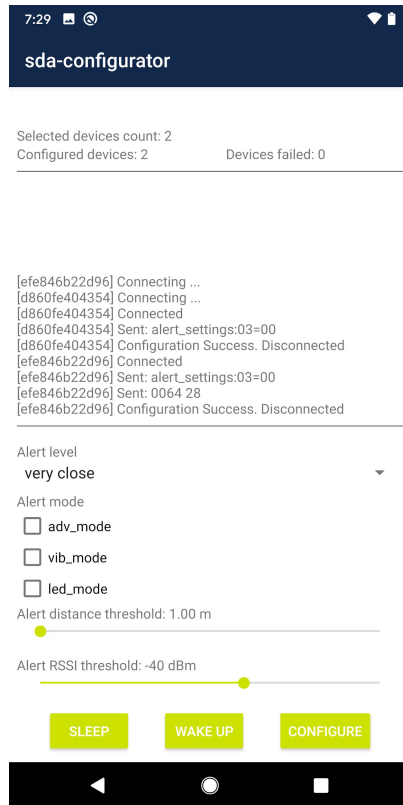 7:29
sda-configurator
Selected devices count: 2
Configured devices: 2 Devices failed: 0
[efe846b22d96] Connecting ...
[d860fe404354] Connecting ...
[d860fe404354] Connected
[d860fe404354] Sent: alert_settings:03=00
[d860fe404354] Configuration Success. Disconnected
[efe846b22d96] Connected
[efe846b22d96] Sent: alert_settings:03=00
[efe846b22d96] Sent: 0064 28
[efe846b22d96] Configuration Success. Disconnected
Alert level
very close
Alert mode
adv_mode
vib_mode
led_mode
Alert distance threshold: 1.00 m
Alert RSSI threshold: -40 dBm
SLEEP WAKE UP CONFIGURE